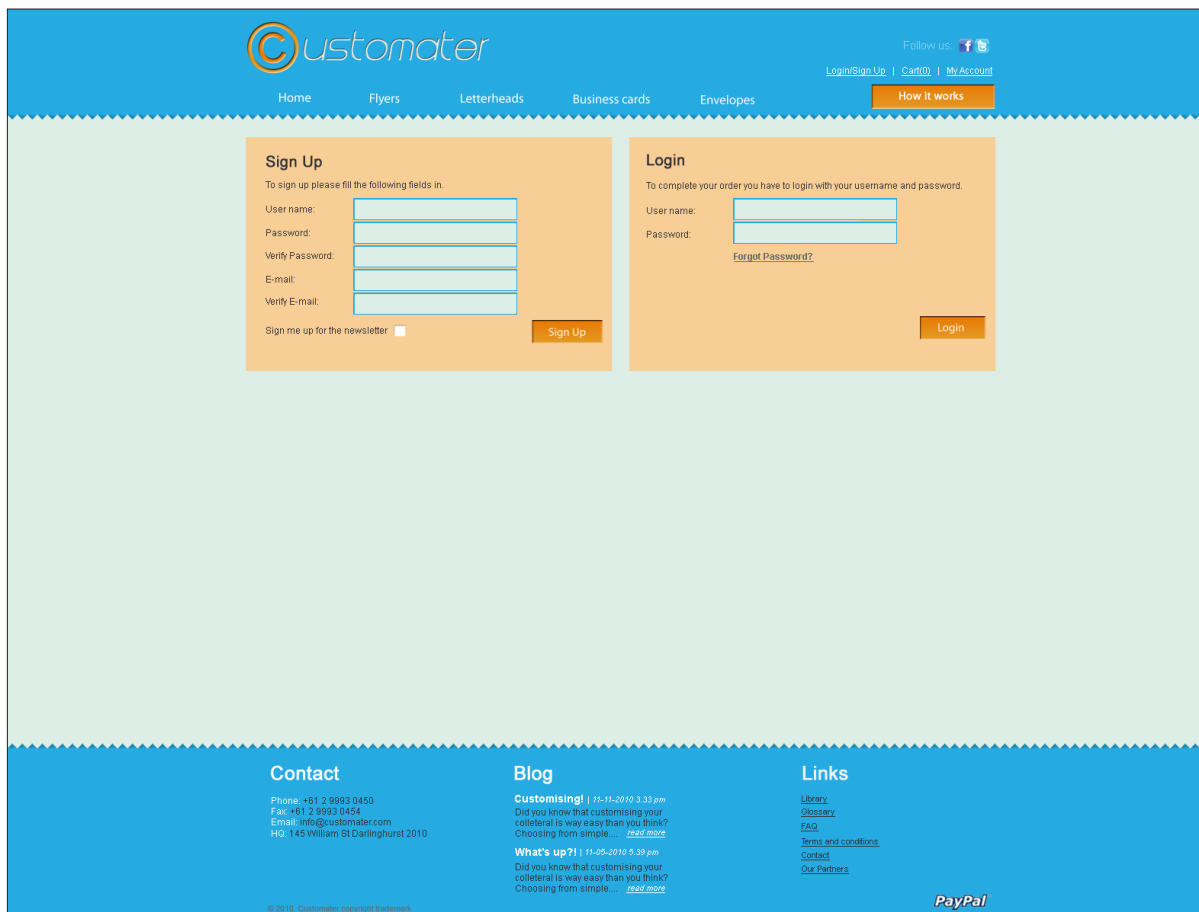 Customater
Follow us:
Login/Sign Up | Cart(0) | My Account
Home Flyers Letterheads Business cards Envelopes How it works
Sign Up
To sign up please fill the following fields in.
User name:
Password:
Verify Password:
E-mail:
Verify E-mail:
Sign me up for the newsletter
Sign Up
Login
To complete your order you have to login with your username and password.
User name:
Password:
Forgot Password?
Login
Contact
Phone: +61 2 9993 0450
Fax: +61 2 9993 0454
Email: info@customater.com
HQ: 145 William St Darlinghurst 2010
Blog
Customising! | 11-11-2010 3.33 pm
Did you know that customising your
colleteral is way easy than you think?
Choosing from simple.... read more
What's up?! | 11-05-2010 5.39 pm
Did you know that customising your
colleteral is way easy than you think?
Choosing from simple.... read more
Links
Library
Glossary
FAQ
Terms and conditions
Contact
Our Partners
© 2010 Customater copyright trademark
PayPal